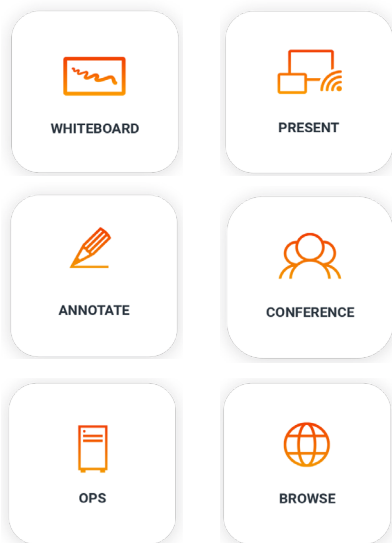 WHITEBOARD
PRESENT
ANNOTATE
CONFERENCE
OPS
BROWSE